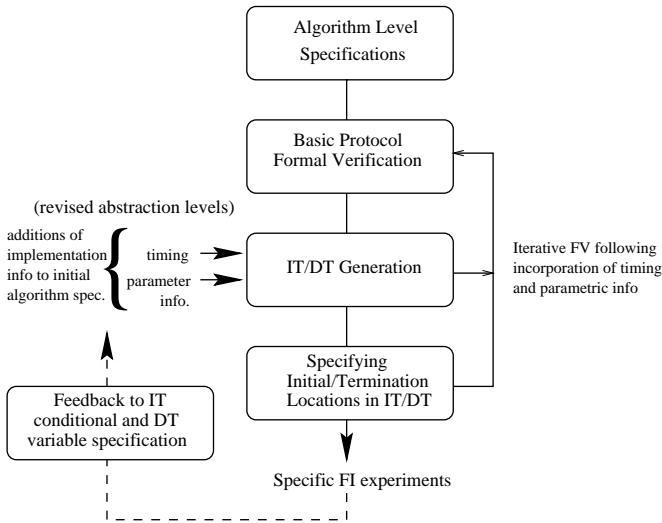 Algorithm Level
Specifications
Basic Protocol
Formal Verification
(revised abstraction levels)
additions of
implementation
info to initial
algorithm spec.
timing
parameter
info.
IT/DT Generation
Iterative FV following
incorporation of timing
and parametric info
Specifying
Initial/Termination
Locations in IT/DT
Feedback to IT
conditional and DT
variable specification
Specific FI experiments